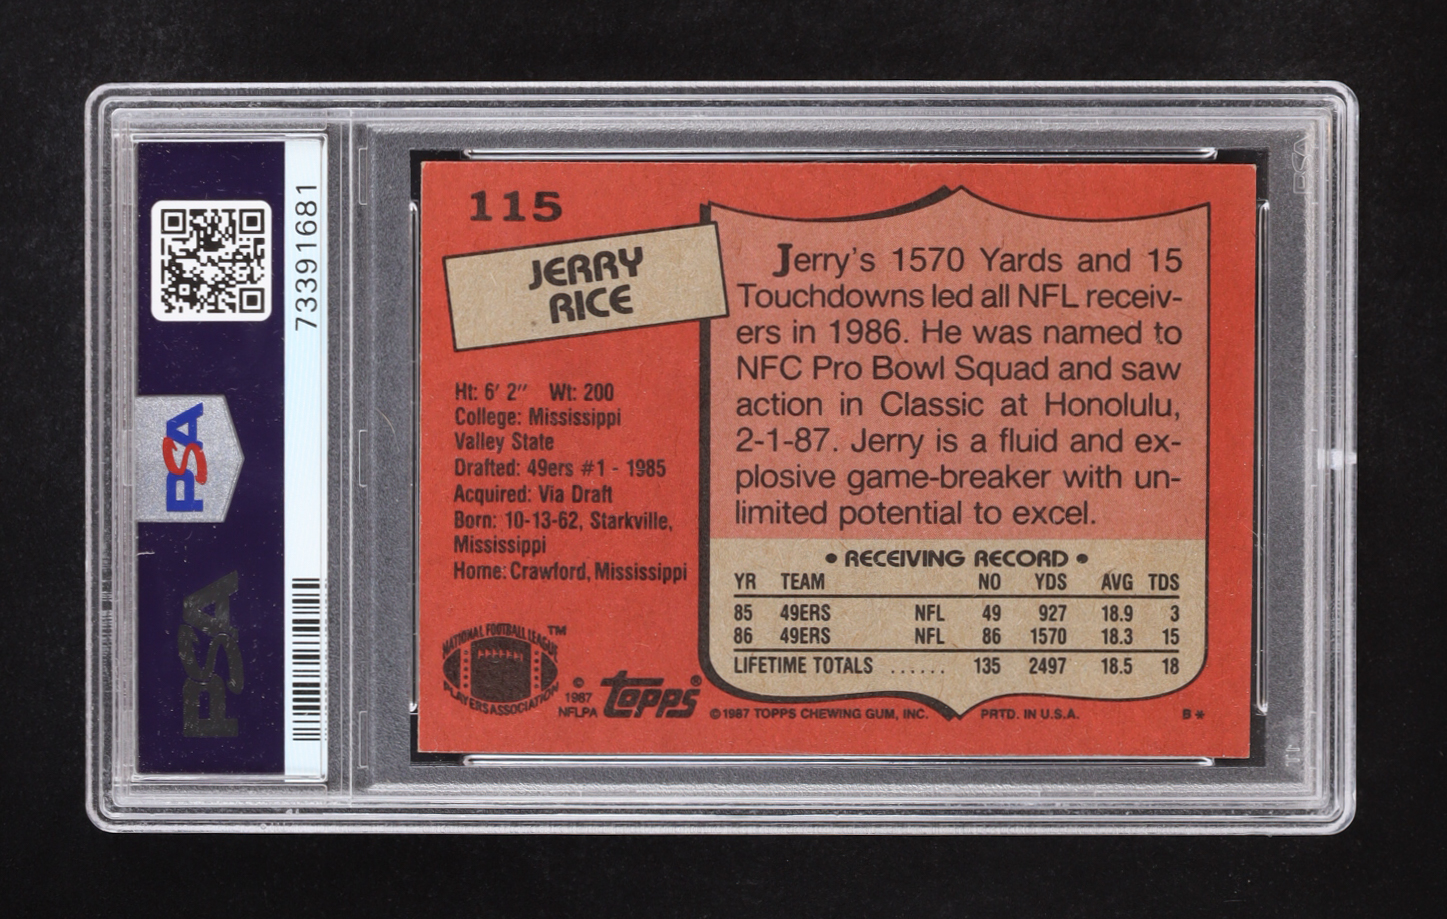 73391681
PSA
PSA
115
JERRY
RICE
Ht: 6′ 2″ Wt: 200
College: Mississippi
Valley State
Drafted: 49ers #1 - 1985
Acquired: Via Draft
Born: 10-13-62, Starkville,
Mississippi
Home: Crawford, Mississippi
NATIONAL FOOTBALL LEAGUE ™
PLAYERS ASSOCIATION
© 1987
NFLPA
topps®
Jerry's 1570 Yards and 15
Touchdowns led all NFL receiv-
ers in 1986. He was named to
NFC Pro Bowl Squad and saw
action in Classic at Honolulu,
2-1-87. Jerry is a fluid and ex-
plosive game-breaker with un-
limited potential to excel.
• RECEIVING RECORD •
YR TEAM NO YDS AVG TDS
85 49ERS NFL 49 927 18.9 3
86 49ERS NFL 86 1570 18.3 15
LIFETIME TOTALS ...... 135 2497 18.5 18
©1987 TOPPS CHEWING GUM, INC. PRTD. IN U.S.A. B*
PSA